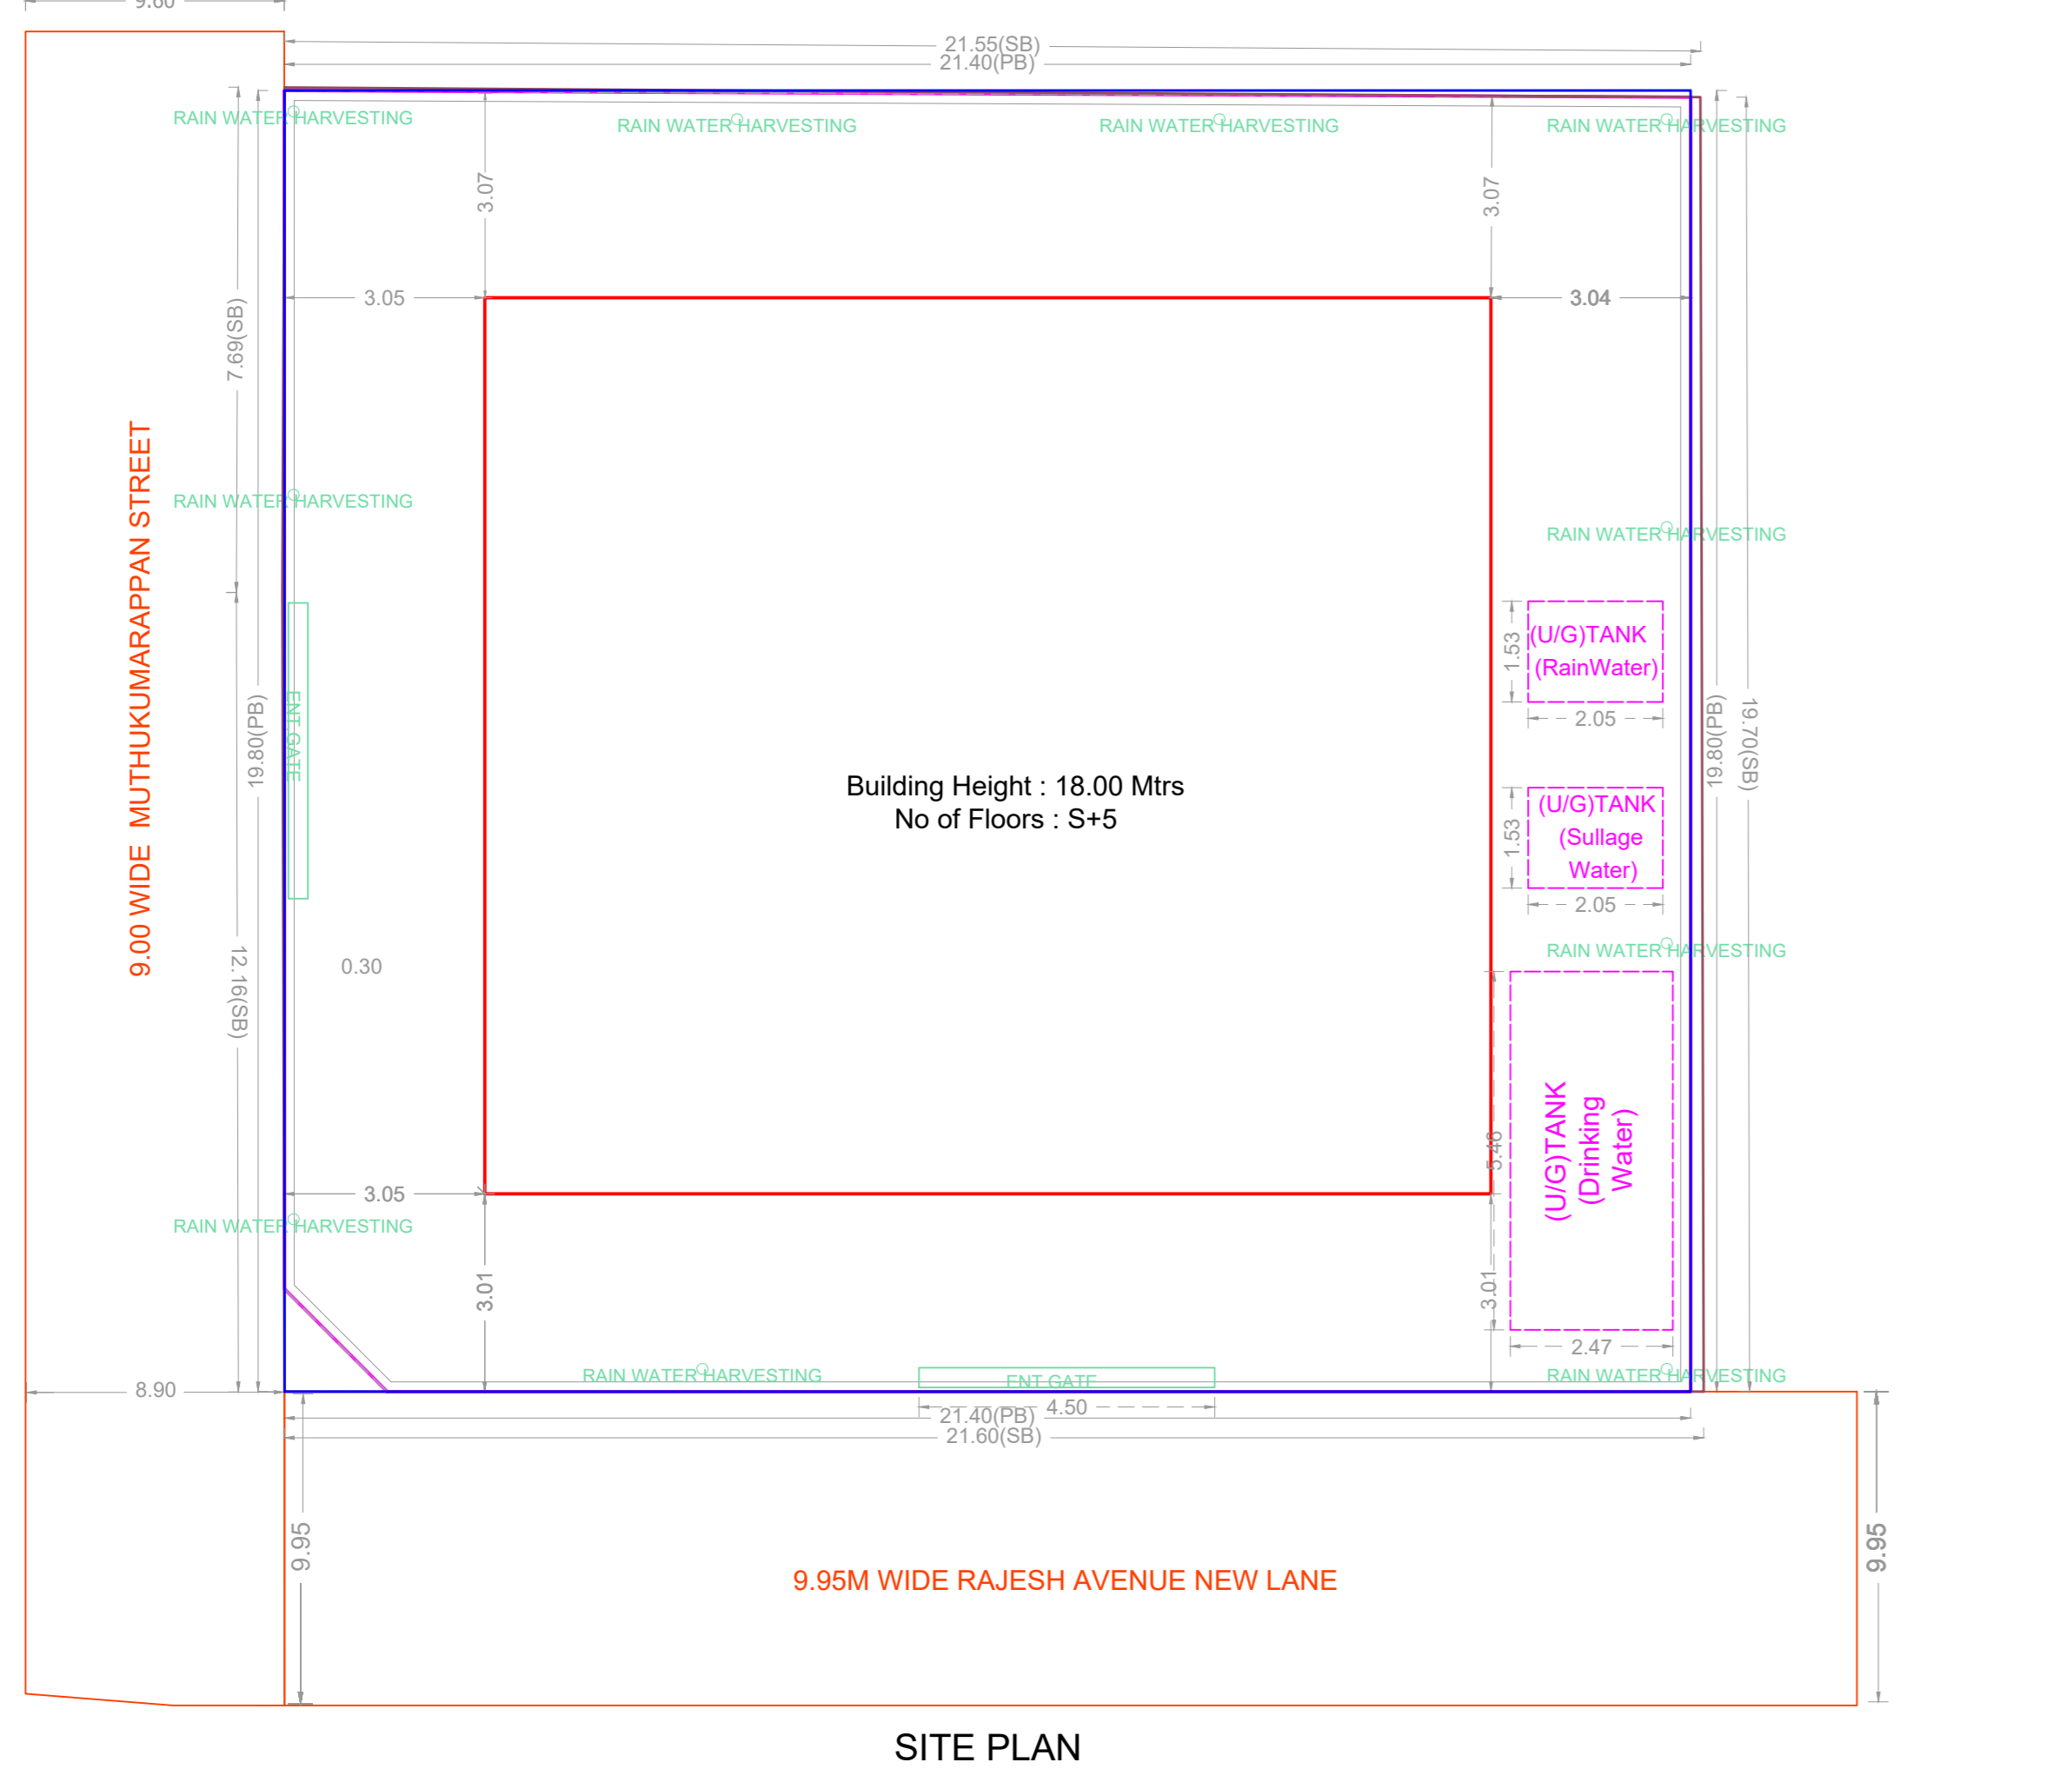 9.60
21.55(SB)
21.40(PB)
RAIN WATER HARVESTING
RAIN WATER HARVESTING
RAIN WATER HARVESTING
RAIN WATER HARVESTING
3.07
3.07
3.05
3.04
7.69(SB)
9.00 WIDE MUTHUKUMARAPPAN STREET
RAIN WATER HARVESTING
RAIN WATER HARVESTING
(U/G)TANK
(RainWater)
1.53
2.05
19.80(PB)
ENT GATE
19.80(PB)
19.70(SB)
Building Height : 18.00 Mtrs
No of Floors : S+5
(U/G)TANK
(Sullage
Water)
1.53
2.05
12.16(SB)
0.30
RAIN WATER HARVESTING
(U/G)TANK
(Drinking
Water)
5.46
3.05
RAIN WATER HARVESTING
3.01
3.01
2.47
RAIN WATER HARVESTING
ENT GATE
RAIN WATER HARVESTING
8.90
4.50
21.40(PB)
21.60(SB)
9.95
9.95
9.95M WIDE RAJESH AVENUE NEW LANE
SITE PLAN